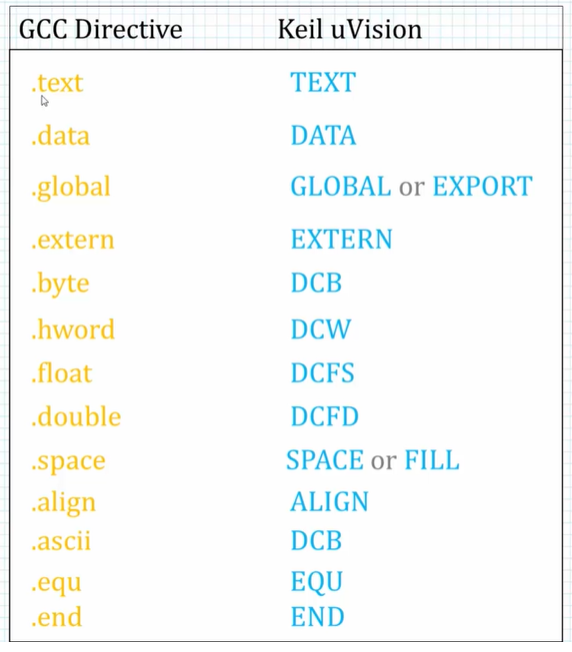 GCC Directive Keil uVision
.text TEXT
.data DATA
.global GLOBAL or EXPORT
.extern EXTERN
.byte DCB
.hword DCW
.float DCFS
.double DCFD
.space SPACE or FILL
.align ALIGN
.ascii DCB
.equ EQU
.end END